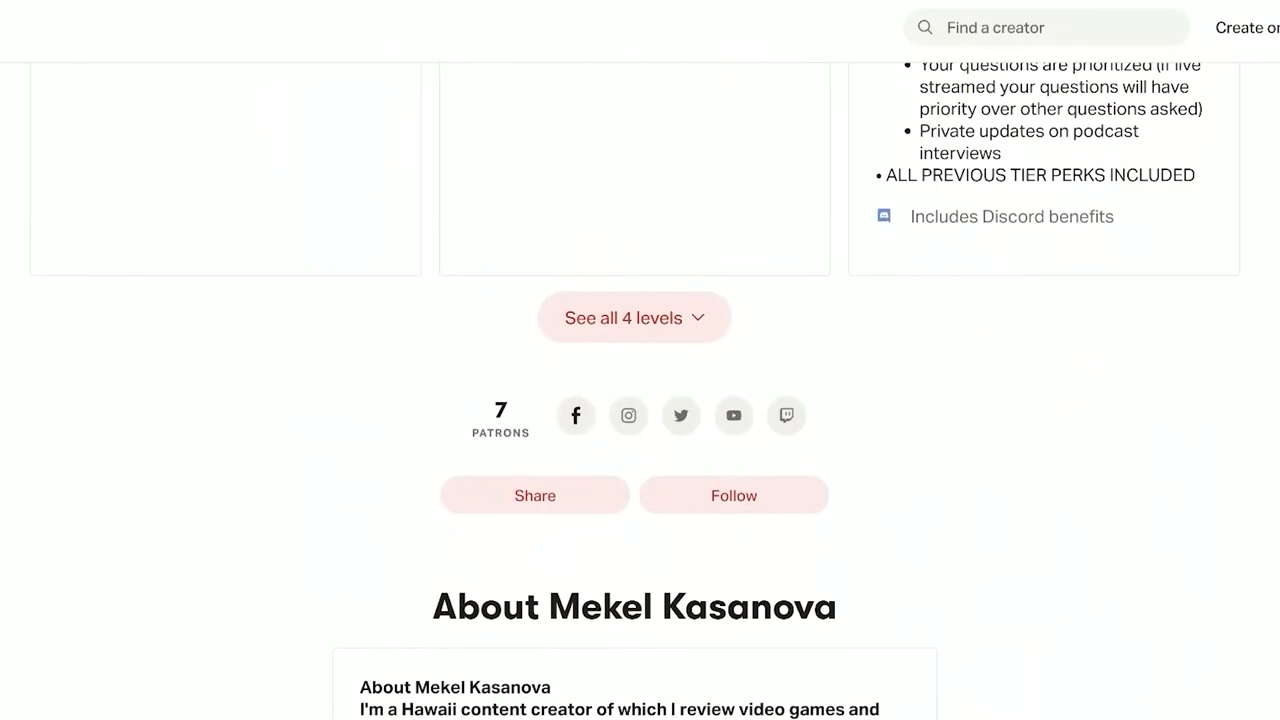 Find a creator
Create or
Your questions are prioritized (if live
streamed your questions will have
priority over other questions asked)
Private updates on podcast
interviews
• ALL PREVIOUS TIER PERKS INCLUDED
Includes Discord benefits
See all 4 levels
7
PATRONS
Share
Follow
About Mekel Kasanova
About Mekel Kasanova
I'm a Hawaii content creator of which I review video games and